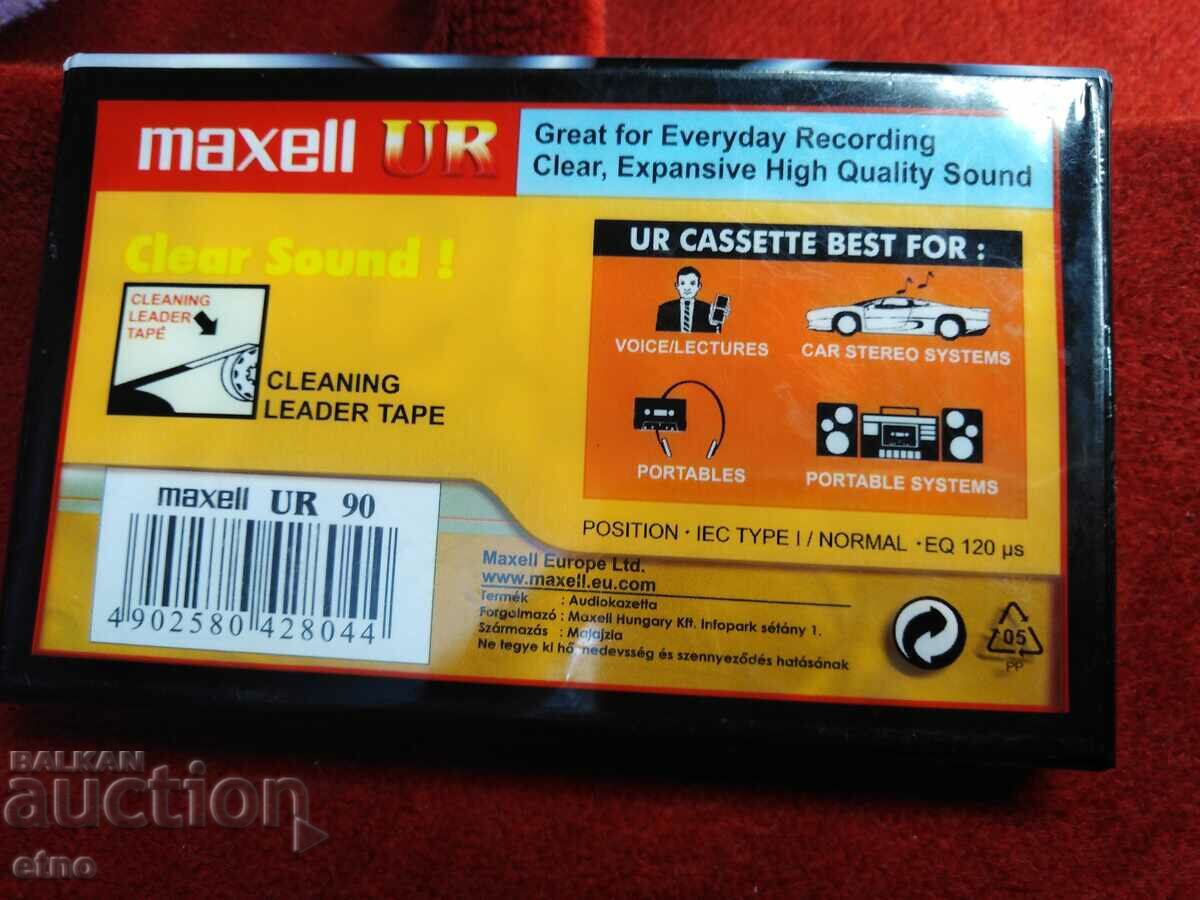 maxell UR
Great for Everyday Recording
Clear, Expansive High Quality Sound
Clear Sound !
CLEANING
LEADER
TAPE
CLEANING
LEADER TAPE
UR CASSETTE BEST FOR :
VOICE/LECTURES
CAR STEREO SYSTEMS
PORTABLES
PORTABLE SYSTEMS
POSITION · IEC TYPE I / NORMAL · EQ 120 µs
maxell UR 90
4 902580 428044
Maxell Europe Ltd.
www.maxell.eu.com
Termék : Audiokazetta
Forgalmazó : Maxell Hungary Kft. Infopark sétány 1.
Származás : Majajzia
Ne tegye ki hő, nedevsség és szennyeződés hatásának
05
PP
BALKAN
auction
etno